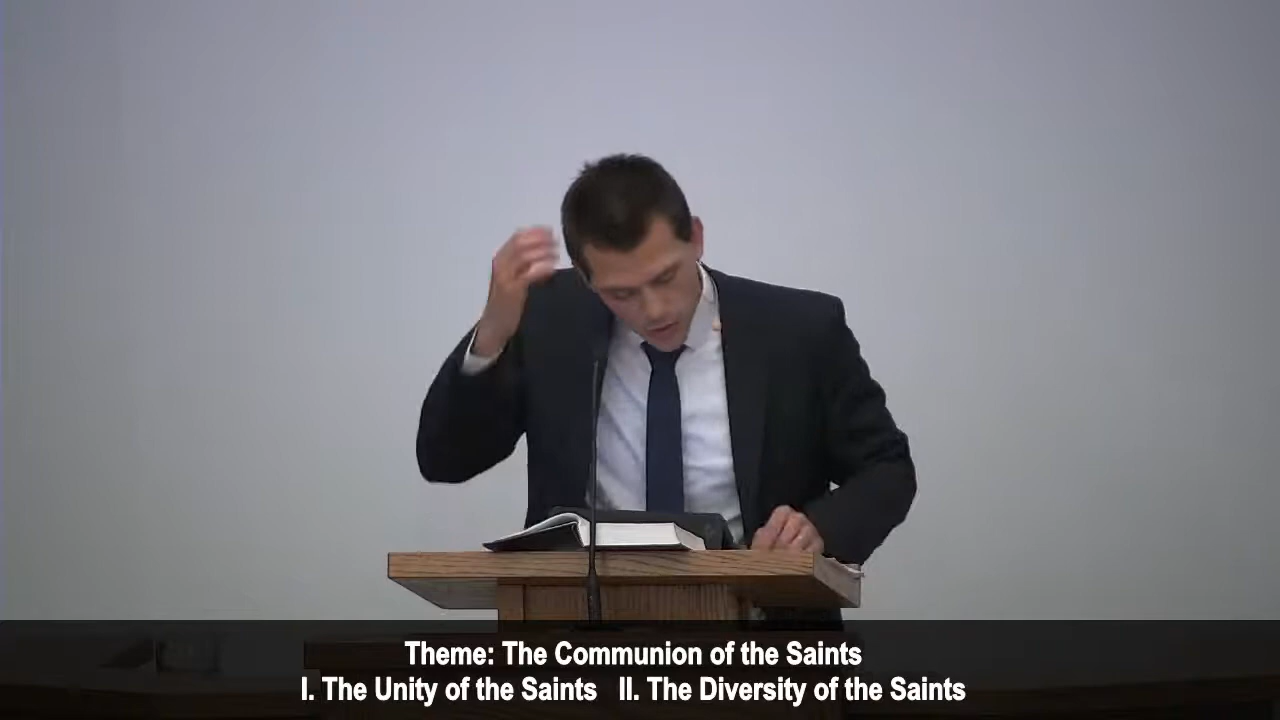 Theme: The Communion of the Saints
I. The Unity of the Saints II. The Diversity of the Saints